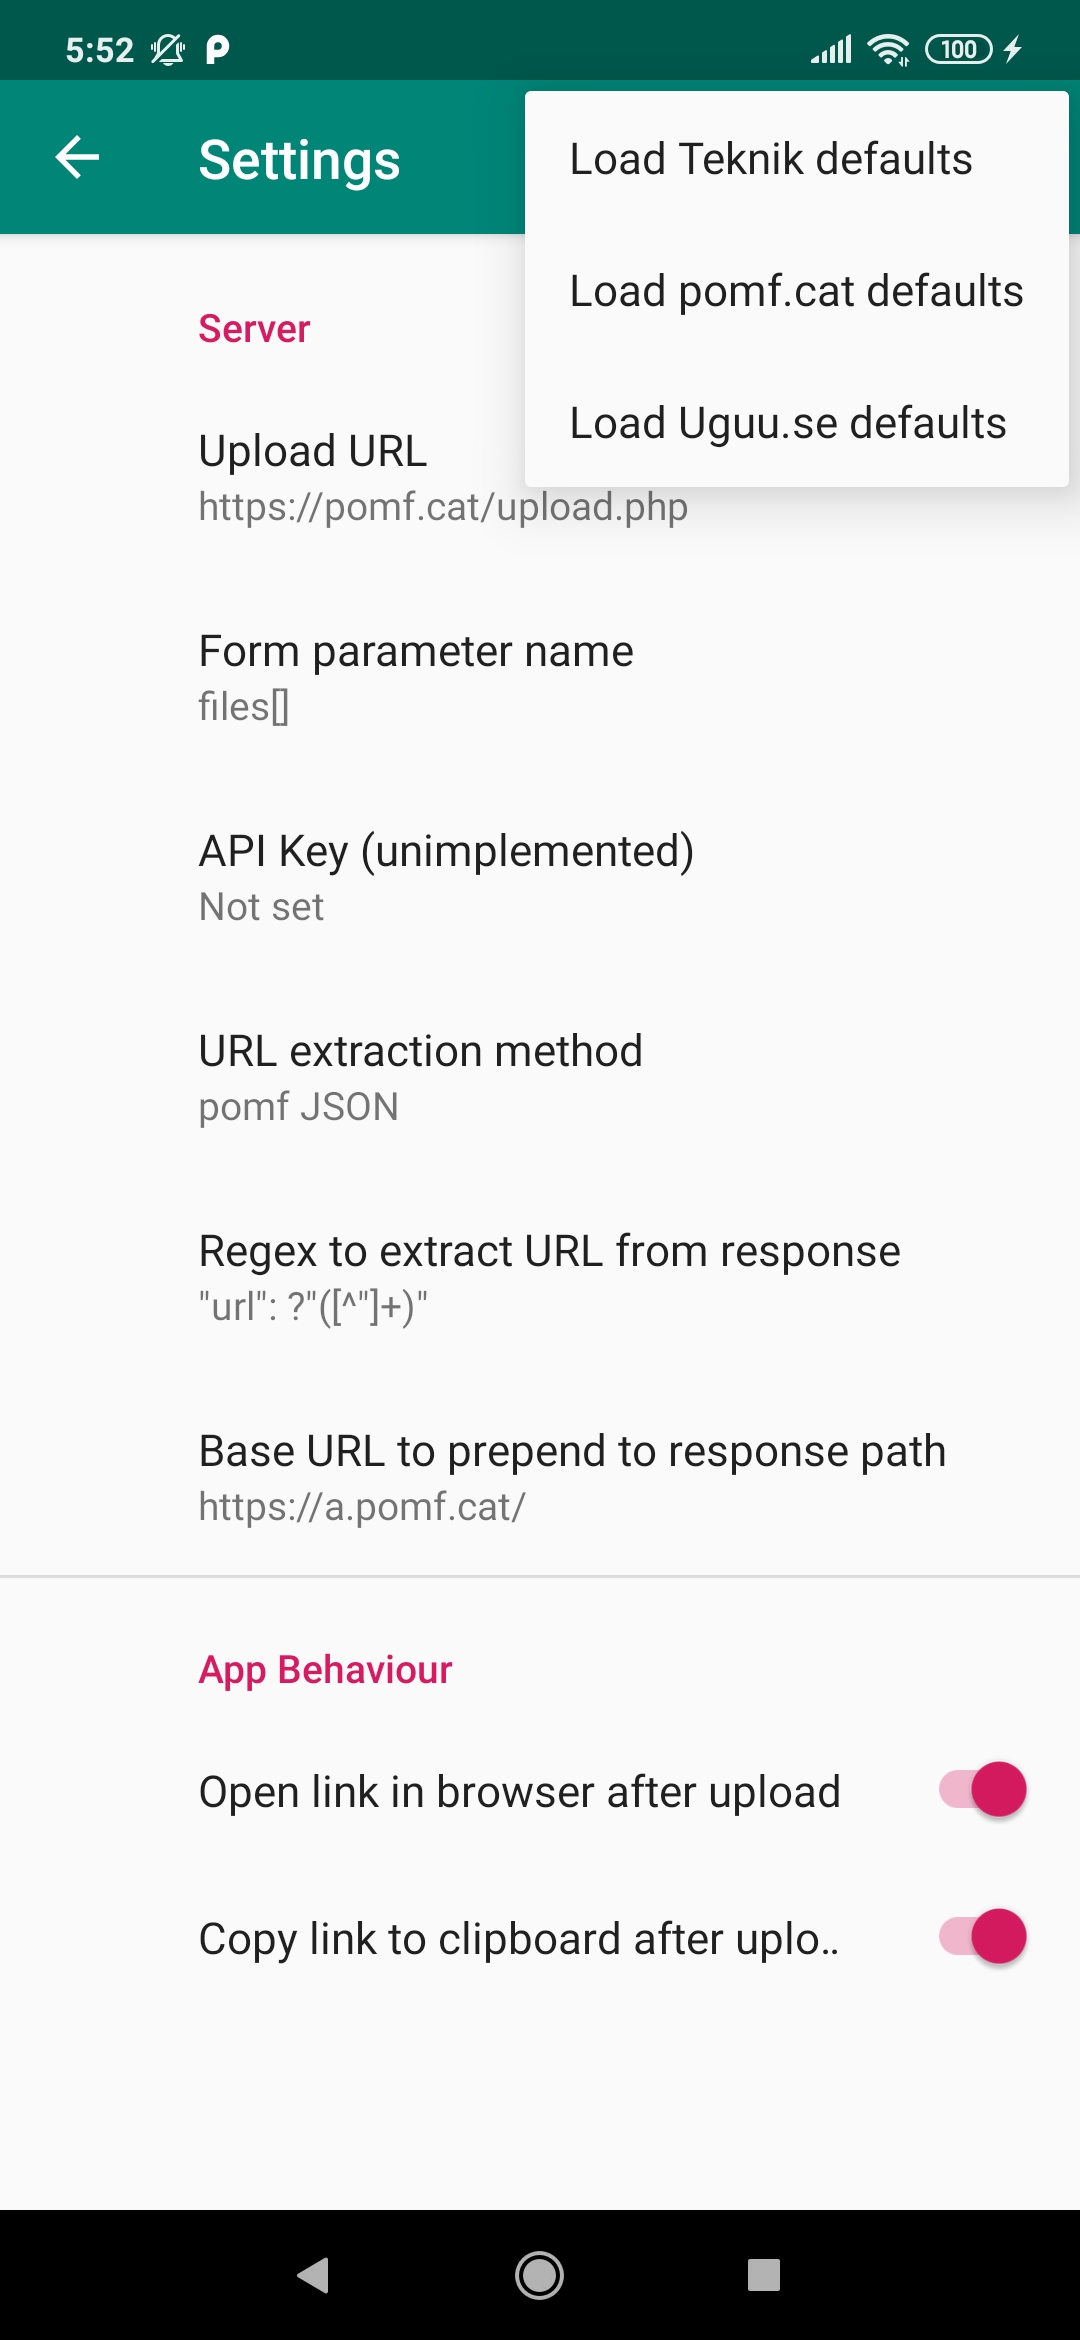 5:52
100
Settings
Load Teknik defaults
Load pomf.cat defaults
Load Uguu.se defaults
Server
Upload URL
https://pomf.cat/upload.php
Form parameter name
files[]
API Key (unimplemented)
Not set
URL extraction method
pomf JSON
Regex to extract URL from response
"url": ?"([^"]+)"
Base URL to prepend to response path
https://a.pomf.cat/
App Behaviour
Open link in browser after upload
Copy link to clipboard after uplo..